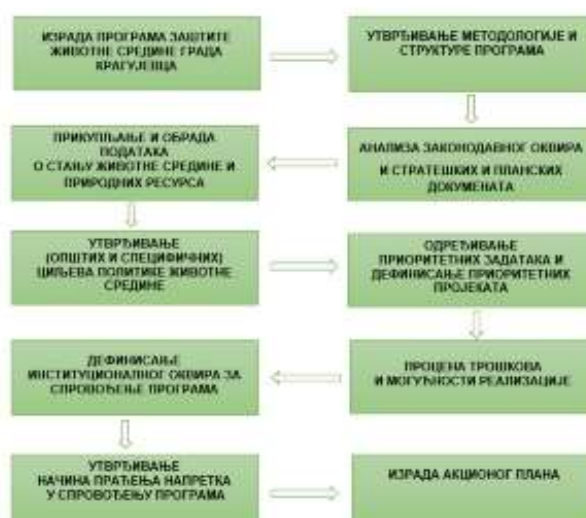 ИЗРАДА ПРОГРАМА ЗАШТИТЕ
ЖИВОТНЕ СРЕДИНЕ ГРАДА
КРАГУЈЕВЦА
УТВРЂИВАЊЕ МЕТОДОЛОГИЈЕ И
СТРУКТУРЕ ПРОГРАМА
АНАЛИЗА ЗАКОНОДАВНОГ ОКВИРА
И СТРАТЕШКИХ И ПЛАНСКИХ
ДОКУМЕНАТА
ПРИКУПЉАЊЕ И ОБРАДА
ПОДАТАКА
О СТАЊУ ЖИВОТНЕ СРЕДИНЕ И
ПРИРОДНИХ РЕСУРСА
УТВРЂИВАЊЕ
(ОПШТИХ И СПЕЦИФИЧНИХ)
ЦИЉЕВА ПОЛИТИКЕ ЖИВОТНЕ
СРЕДИНЕ
ОДРЕЂИВАЊЕ
ПРИОРИТЕТНИХ ЗАДАТАКА И
ДЕФИНИСАЊЕ ПРИОРИТЕТНИХ
ПРОЈЕКАТА
ПРОЦЕНА ТРОШКОВА
И МОГУЋНОСТИ РЕАЛИЗАЦИЈЕ
ДЕФИНИСАЊЕ
ИНСТИТУЦИОНАЛНОГ ОКВИРА ЗА
СПРОВОЂЕЊЕ ПРОГРАМА
УТВРЂИВАЊЕ
НАЧИНА ПРАЋЕЊА НАПРЕТКА
У СПРОВОЂЕЊУ ПРОГРАМА
ИЗРАДА АКЦИОНОГ ПЛАНА